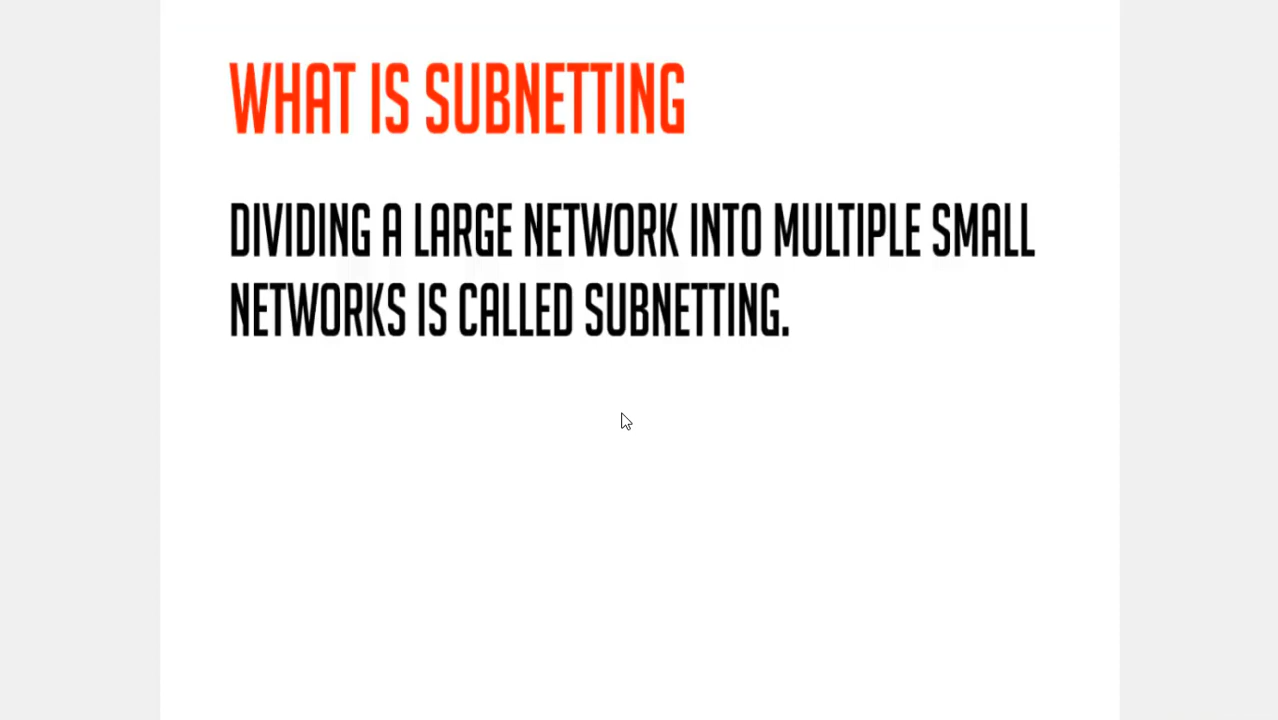 WHAT IS SUBNETTING
DIVIDING A LARGE NETWORK INTO MULTIPLE SMALL
NETWORKS IS CALLED SUBNETTING.